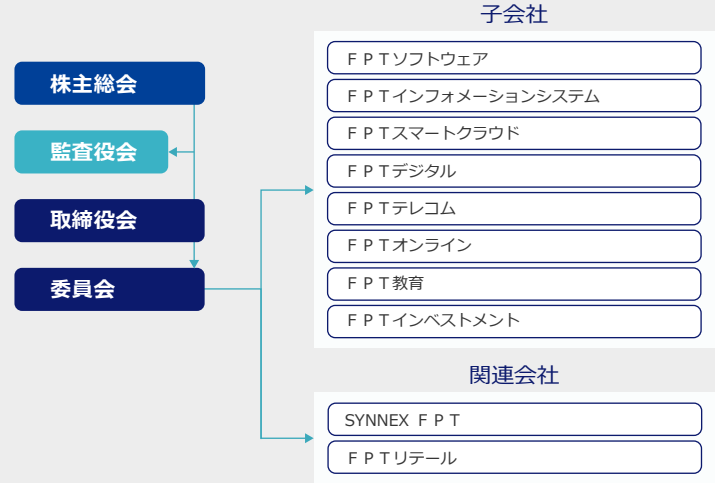 株主総会
監査役会
取締役会
委員会
子会社
ＦＰＴソフトウェア
ＦＰＴインフォメーションシステム
ＦＰＴスマートクラウド
ＦＰＴデジタル
ＦＰＴテレコム
ＦＰＴオンライン
ＦＰＴ教育
ＦＰＴインベストメント
関連会社
SYNNEX ＦＰＴ
ＦＰＴリテール